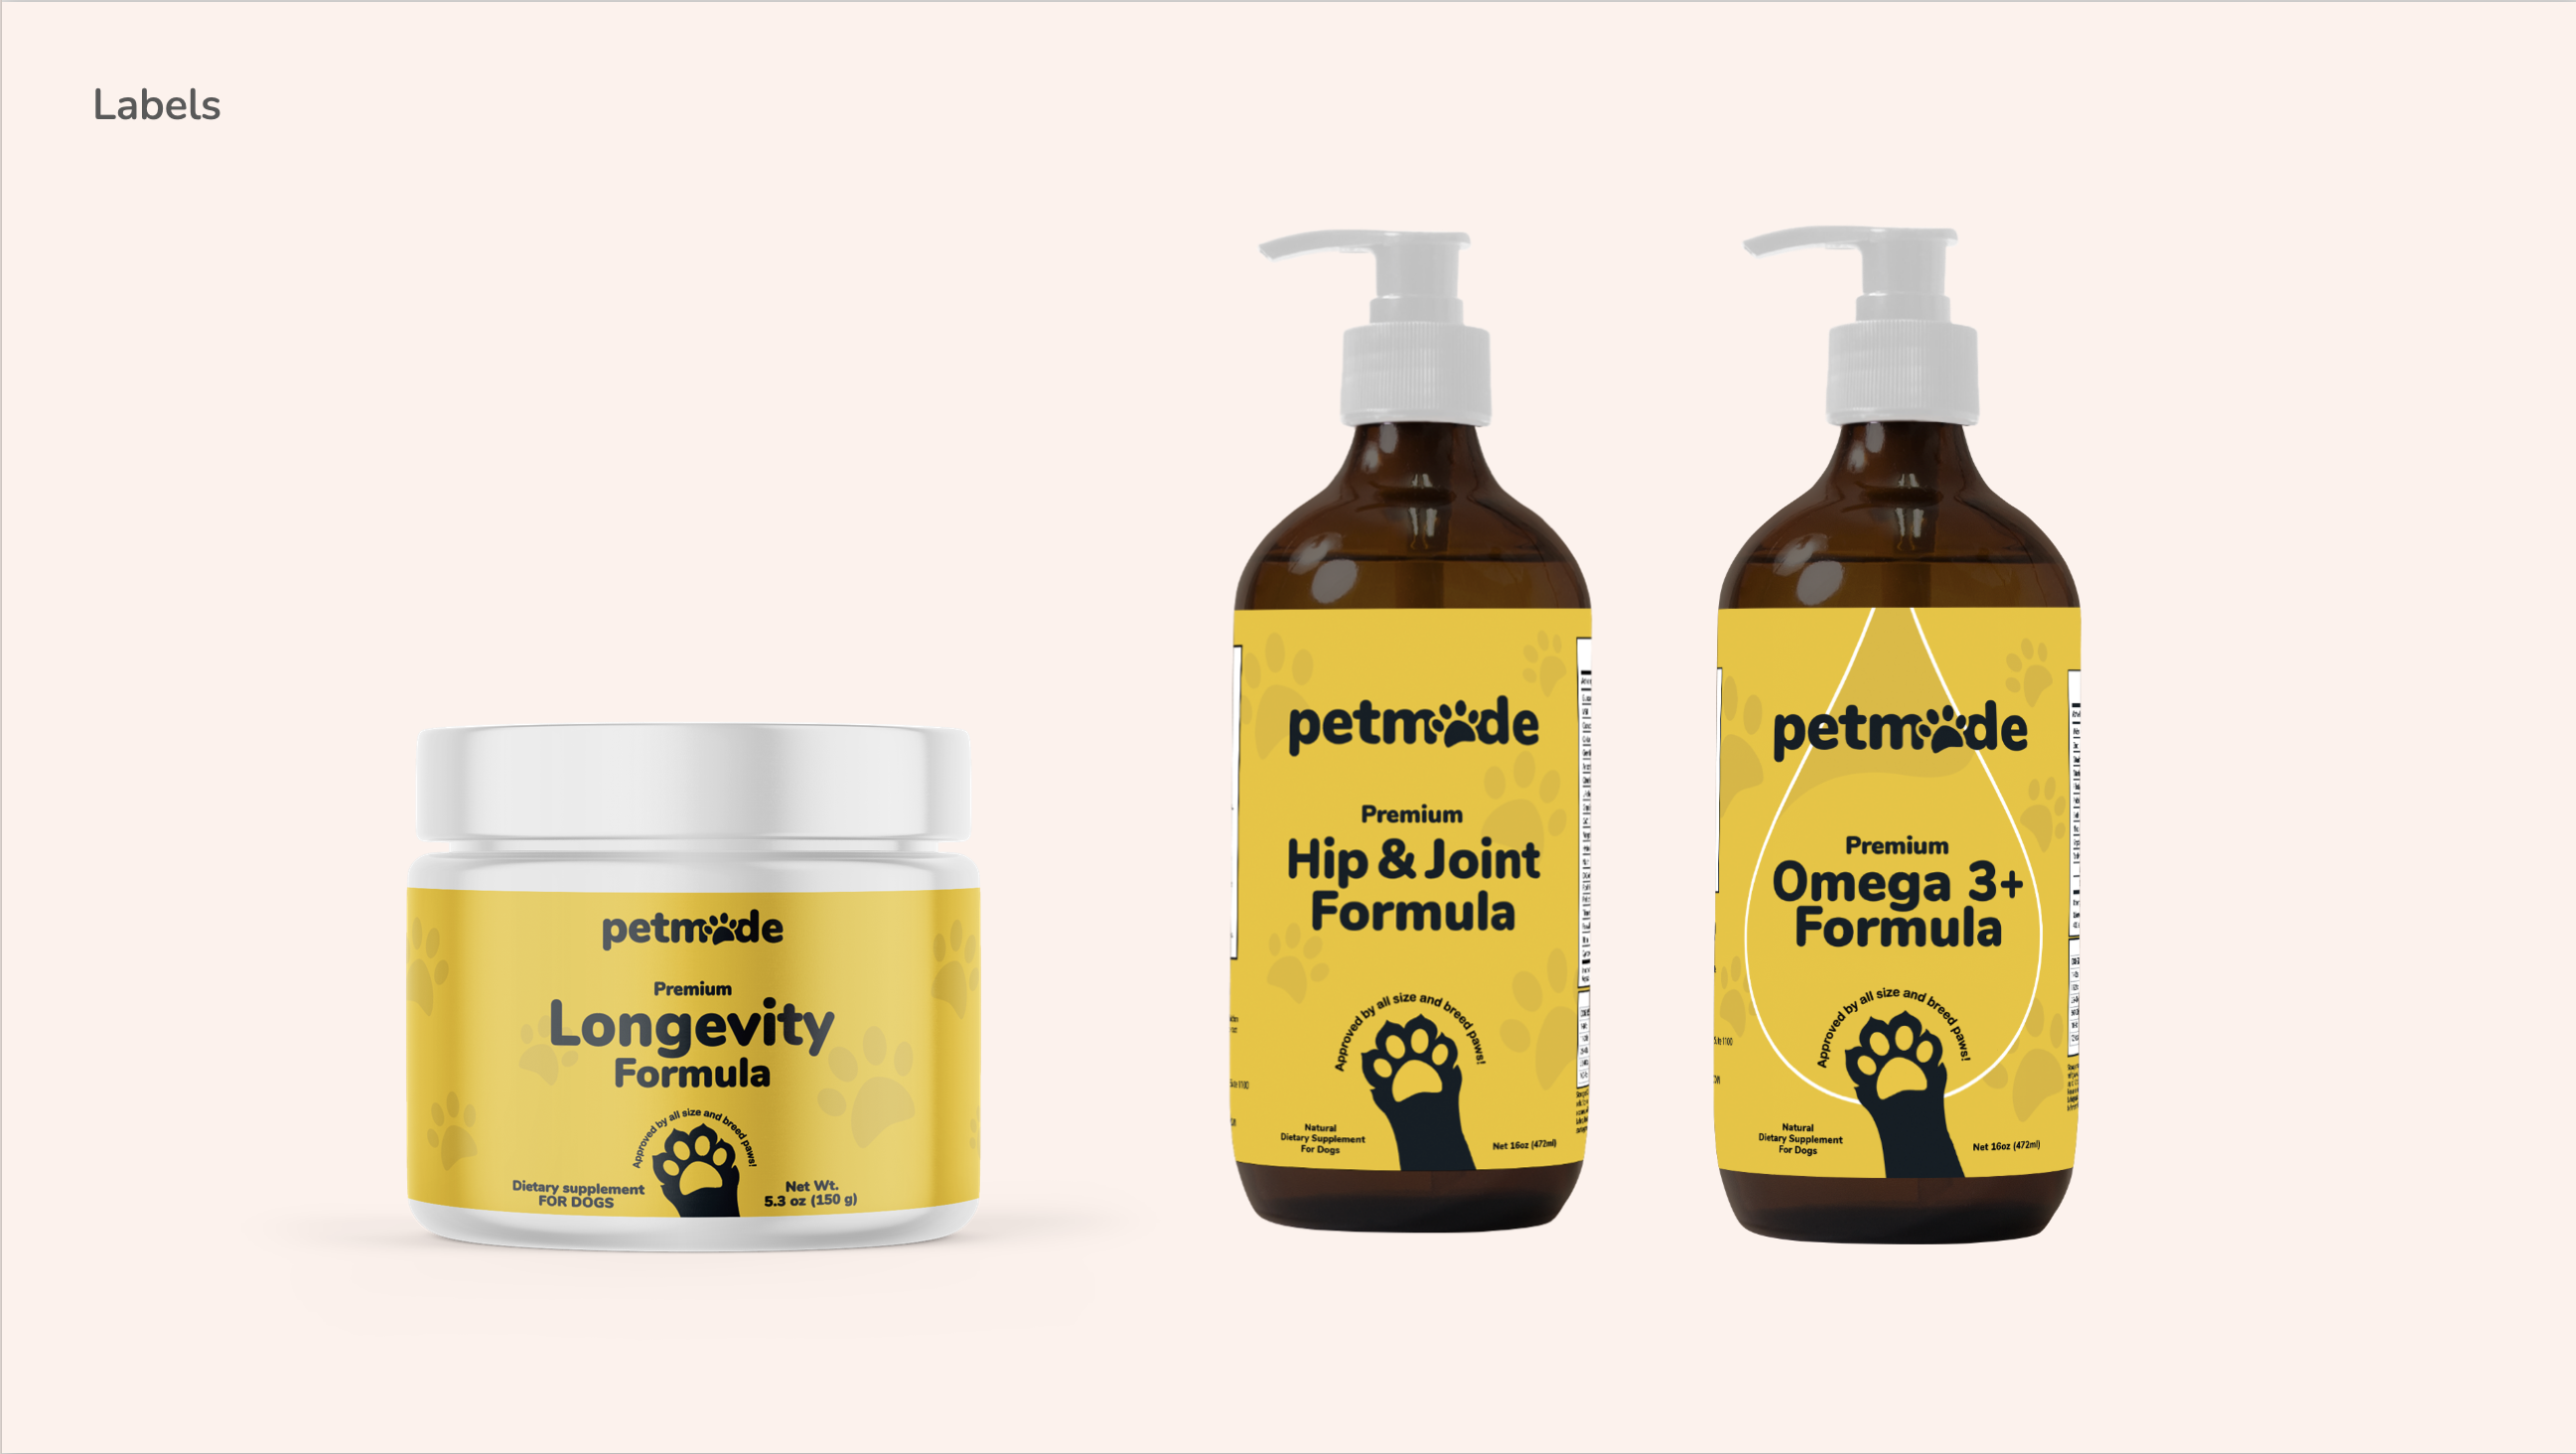 Labels
petmode
Premium
Longevity
Formula
Approved by all size and breed paws!
Dietary supplement
FOR DOGS
Net Wt.
5.3 oz (150 g)
petmode
Premium
Hip & Joint
Formula
Approved by all size and breed paws!
Natural
Dietary Supplement
For Dogs
Net 16oz (472ml)
petmode
Premium
Omega 3+
Formula
Approved by all size and breed paws!
Natural
Dietary Supplement
For Dogs
Net 16oz (472ml)